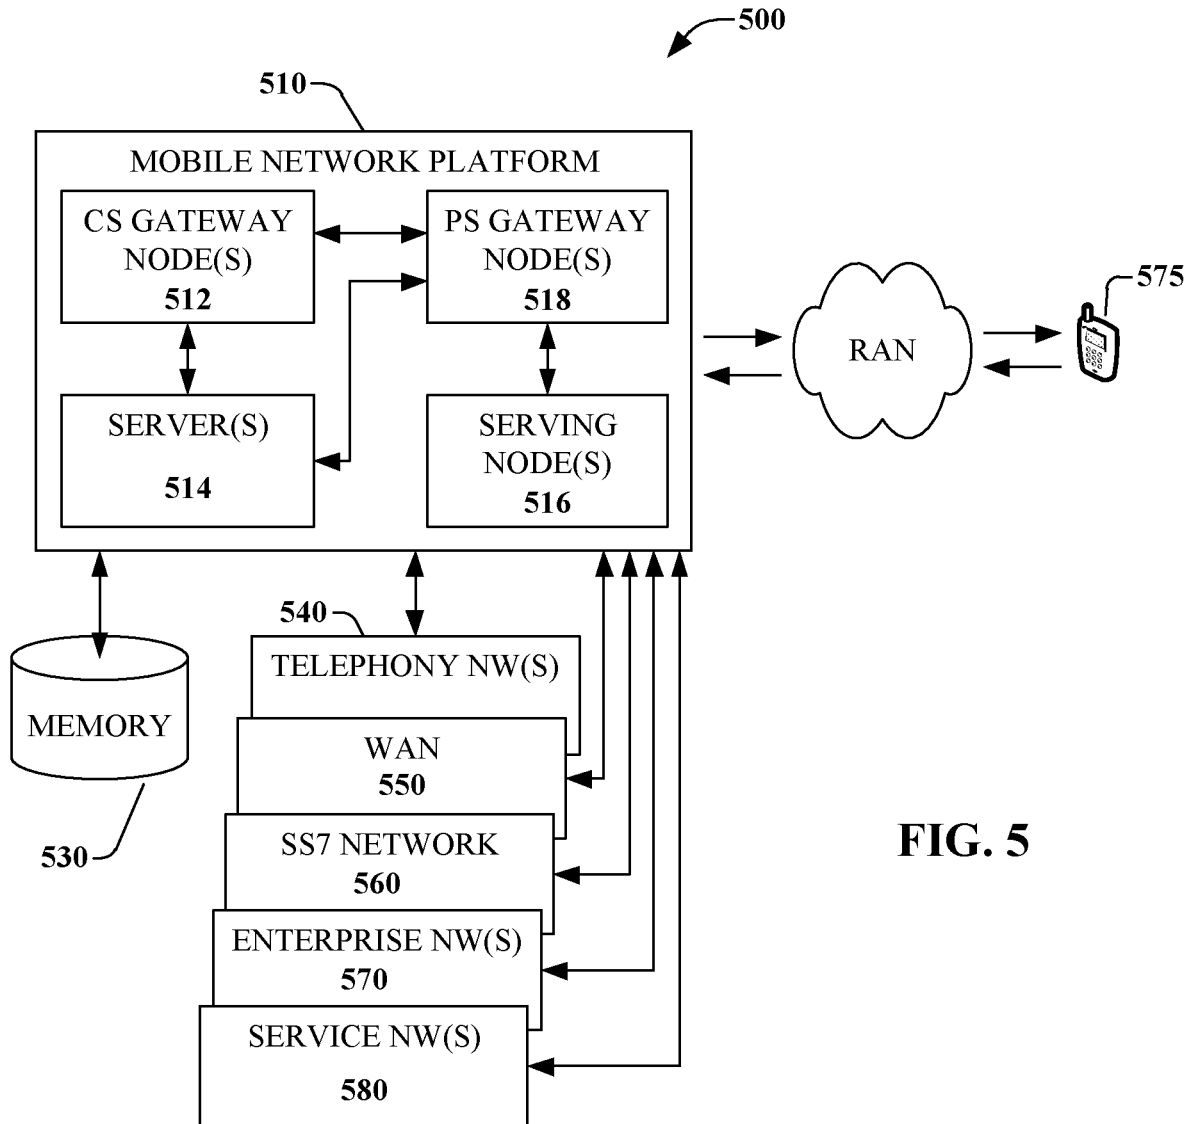 500
510
MOBILE NETWORK PLATFORM
CS GATEWAY
NODE(S)
512
PS GATEWAY
NODE(S)
518
SERVER(S)
514
SERVING
NODE(S)
516
RAN
575
540
TELEPHONY NW(S)
MEMORY
530
WAN
550
SS7 NETWORK
560
ENTERPRISE NW(S)
570
SERVICE NW(S)
580
FIG. 5